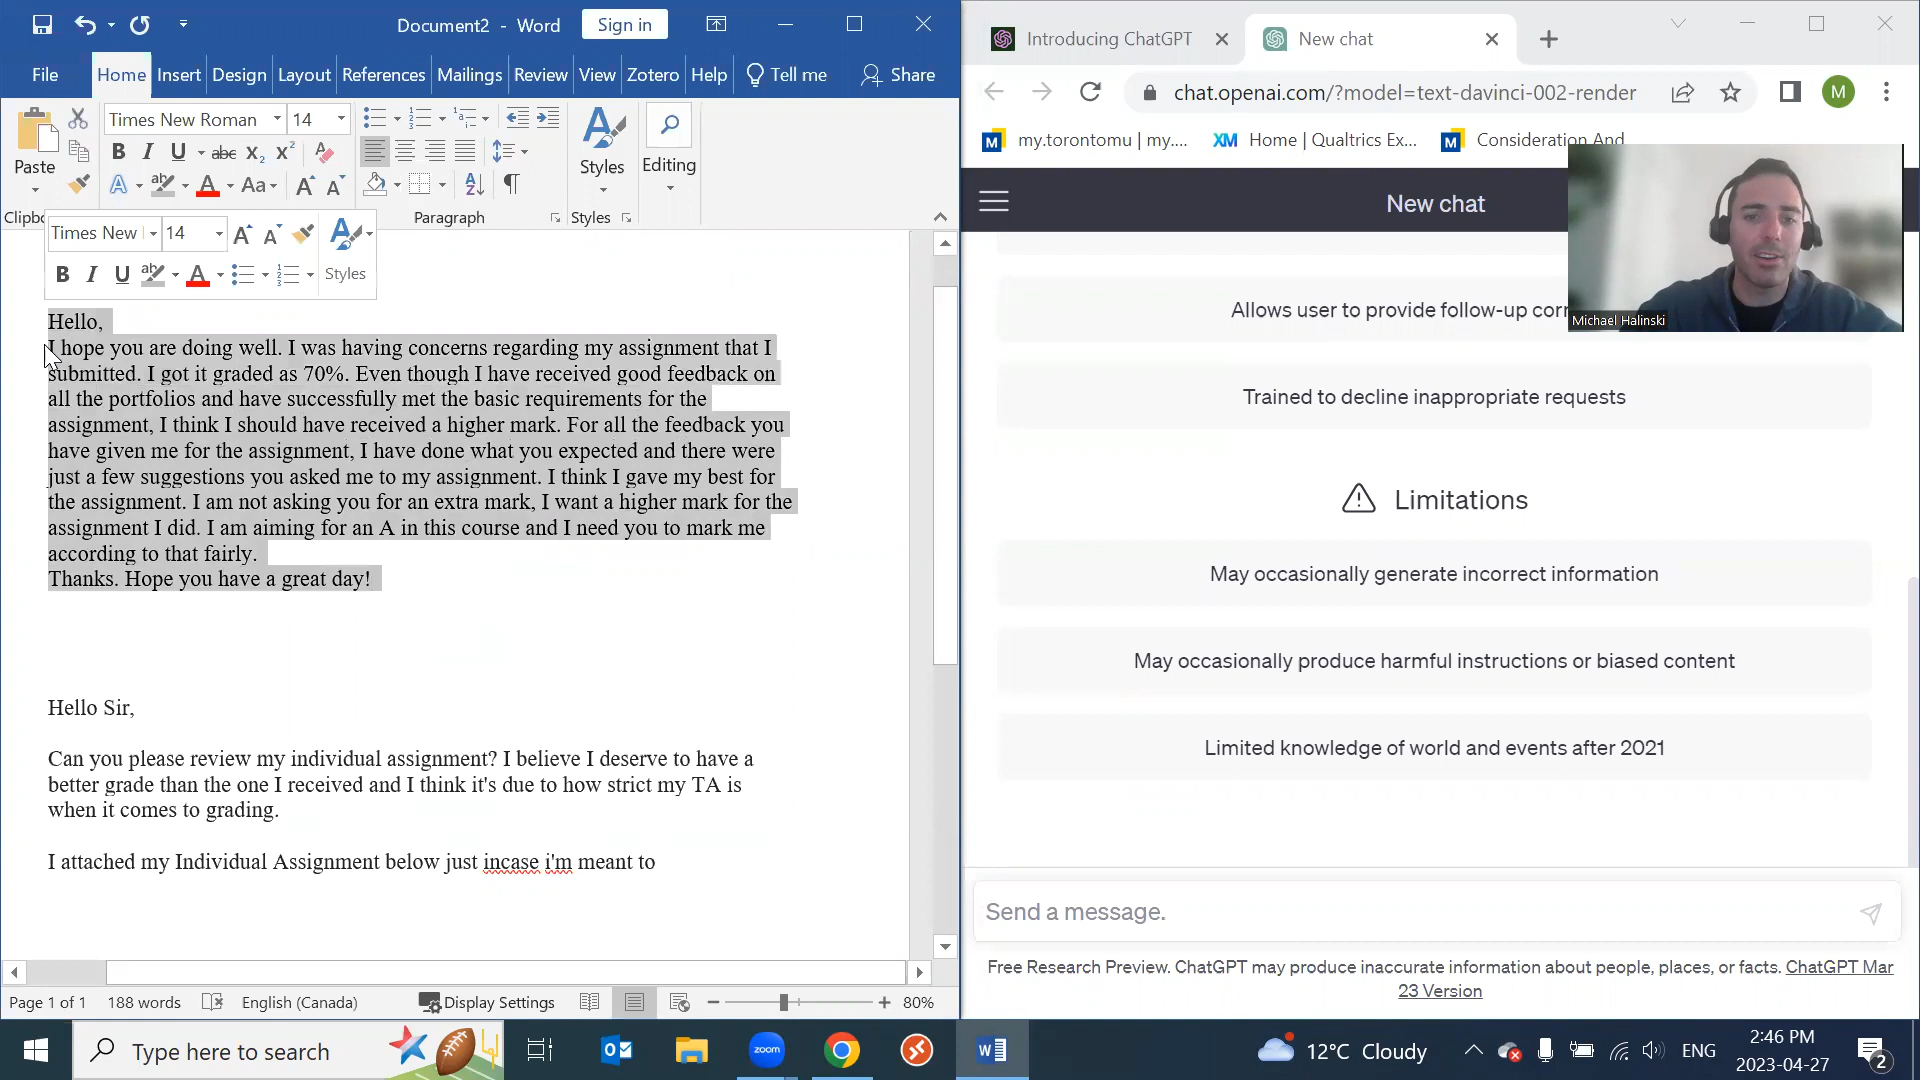 Document2 - Word
Sign in
File
Home
Insert
Design
Layout
References
Mailings
Review
View
Zotero
Help
Tell me
Share
Paste
Times New Roman
14
Styles
Editing
Paragraph
Styles
Times New
14
Styles
Hello,
I hope you are doing well. I was having concerns regarding my assignment that I
submitted. I got it graded as 70%. Even though I have received good feedback on
all the portfolios and have successfully met the basic requirements for the
assignment, I think I should have received a higher mark. For all the feedback you
have given me for the assignment, I have done what you expected and there were
just a few suggestions you asked me to my assignment. I think I gave my best for
the assignment. I am not asking you for an extra mark, I want a higher mark for the
assignment I did. I am aiming for an A in this course and I need you to mark me
according to that fairly.
Thanks. Hope you have a great day!
Hello Sir,
Can you please review my individual assignment? I believe I deserve to have a
better grade than the one I received and I think it's due to how strict my TA is
when it comes to grading.
I attached my Individual Assignment below just incase i'm meant to
Page 1 of 1
188 words
English (Canada)
Display Settings
80%
Introducing ChatGPT
New chat
chat.openai.com/?model=text-davinci-002-render
M
my.torontomu | my....
XM Home | Qualtrics Ex...
Consideration And
New chat
Michael Halinski
Allows user to provide follow-up cor
Trained to decline inappropriate requests
Limitations
May occasionally generate incorrect information
May occasionally produce harmful instructions or biased content
Limited knowledge of world and events after 2021
Send a message.
Free Research Preview. ChatGPT may produce inaccurate information about people, places, or facts. ChatGPT Mar
23 Version
Type here to search
zoom
12°C Cloudy
ENG
2:46 PM
2023-04-27
2